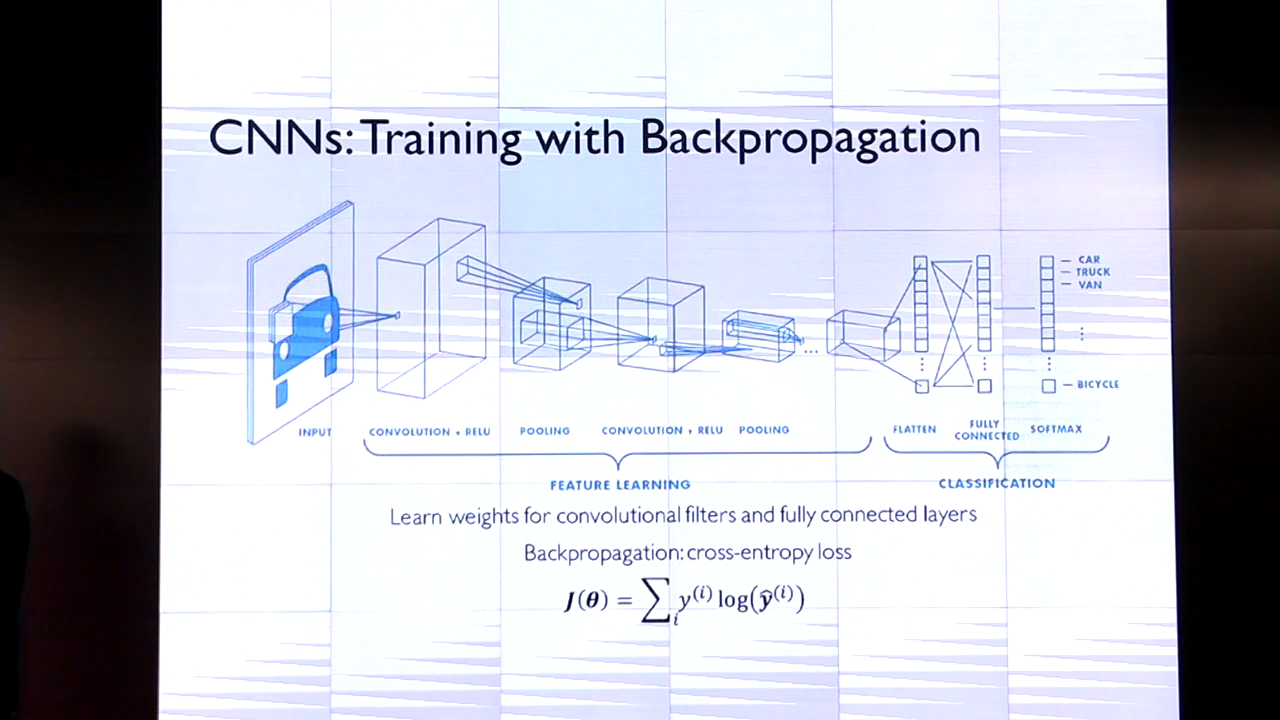 CNNs: Training with Backpropagation
CAR
TRUCK
VAN
⋮
...
⋮ ⋮ ⋮
BICYCLE
INPUT CONVOLUTION + RELU POOLING CONVOLUTION + RELU POOLING FLATTEN FULLY CONNECTED SOFTMAX
FEATURE LEARNING CLASSIFICATION
Learn weights for convolutional filters and fully connected layers
Backpropagation: cross-entropy loss
J(θ) = ∑ᵢ y⁽ⁱ⁾ log(ŷ⁽ⁱ⁾)